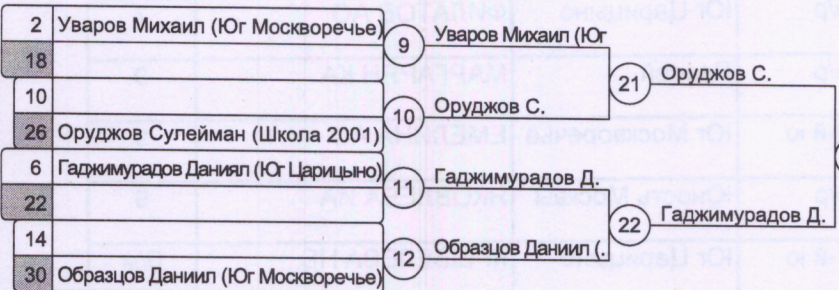 2 Уваров Михаил (Юг Москворечье)
18
9 Уваров Михаил (Юг
10
26 Оруджов Сулейман (Школа 2001)
10 Оруджов С.
21 Оруджов С.
6 Гаджимурадов Даниял (Юг Царицыно)
22
11 Гаджимурадов Д.
14
30 Образцов Даниил (Юг Москворечье)
12 Образцов Даниил (.
22 Гаджимурадов Д.